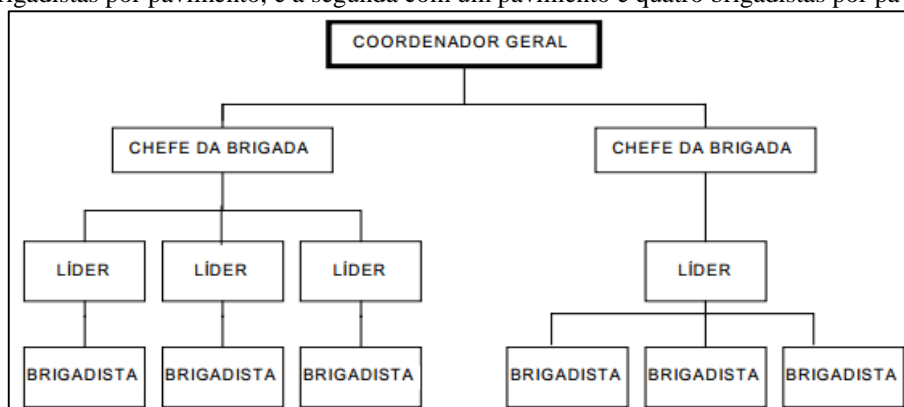 brigadistas por pavimento, e a segunda com um pavimento e quatro brigadistas por pa
COORDENADOR GERAL
CHEFE DA BRIGADA CHEFE DA BRIGADA
LÍDER LÍDER LÍDER LÍDER
BRIGADISTA BRIGADISTA BRIGADISTA BRIGADISTA BRIGADISTA BRIGADISTA